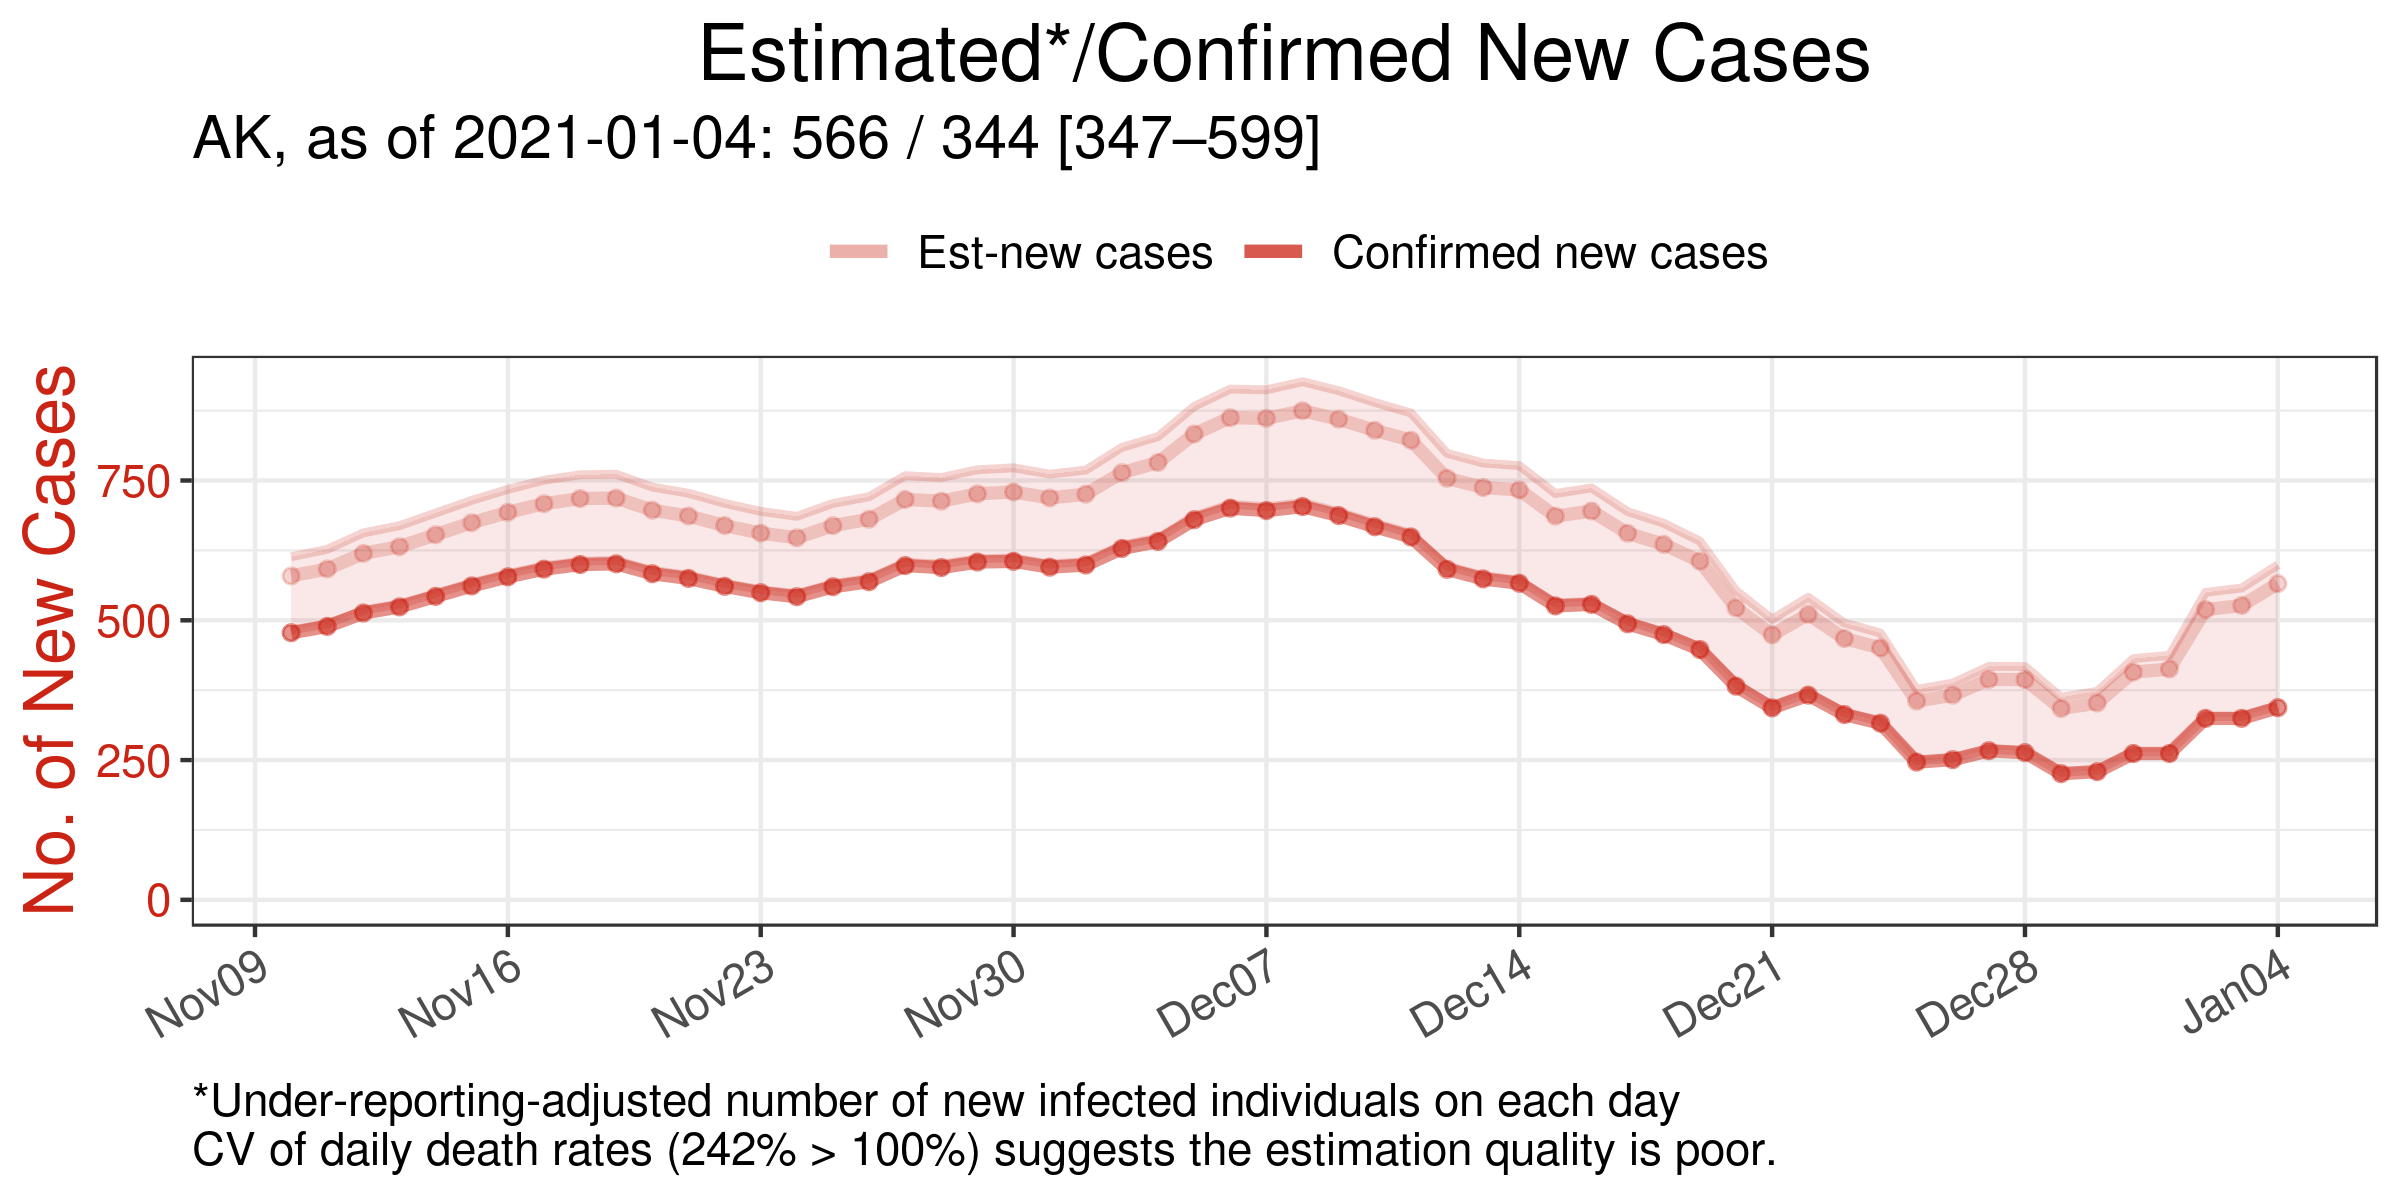 Estimated*/Confirmed New Cases
AK, as of 2021-01-04: 566 / 344 [347–599]
Est-new cases
Confirmed new cases
No. of New Cases
750
500
250
0
Nov09
Nov16
Nov23
Nov30
Dec07
Dec14
Dec21
Dec28
Jan04
*Under-reporting-adjusted number of new infected individuals on each day
CV of daily death rates (242% > 100%) suggests the estimation quality is poor.